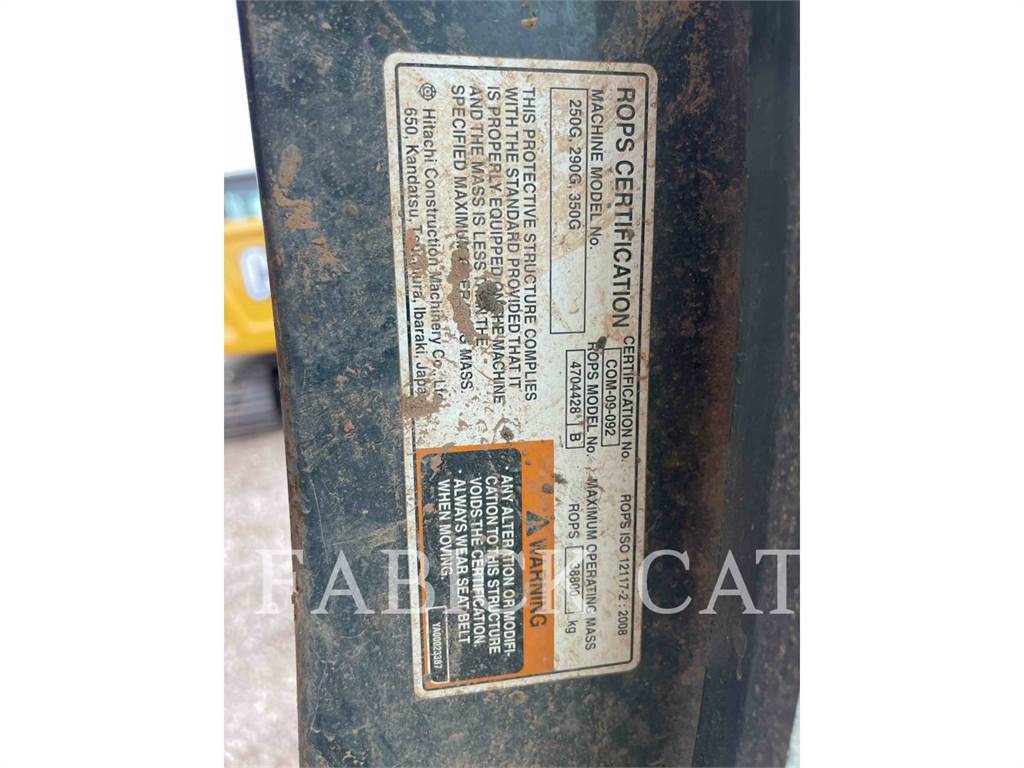 ROPS CERTIFICATION
MACHINE MODEL No.
250G, 290G, 350G
CERTIFICATION No.
COM-09-092
ROPS MODEL No.
4704428 B
ROPS ISO 12117-2 : 2008
MAXIMUM OPERATING MASS
ROPS 38800 kg
THIS PROTECTIVE STRUCTURE COMPLIES
WITH THE STANDARD PROVIDED THAT IT
IS PROPERLY EQUIPPED ON THE MACHINE
AND THE MASS IS LESS THAN THE
SPECIFIED MAXIMUM MASS.
Hitachi Construction Machinery Co., Ltd
650, Kandatsu, Ibaraki,
WARNING
· ANY ALTERATION OR MODIFI-
CATION TO THIS STRUCTURE
VOIDS THE CERTIFICATION.
· ALWAYS WEAR SEAT BELT
WHEN MOVING.
YA00023387
FABICK CAT